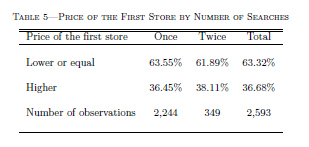 Table 5—Price of the First Store by Number of Searches
Price of the first store Once Twice Total
Lower or equal 63.55% 61.89% 63.32%
Higher 36.45% 38.11% 36.68%
Number of observations 2,244 349 2,593